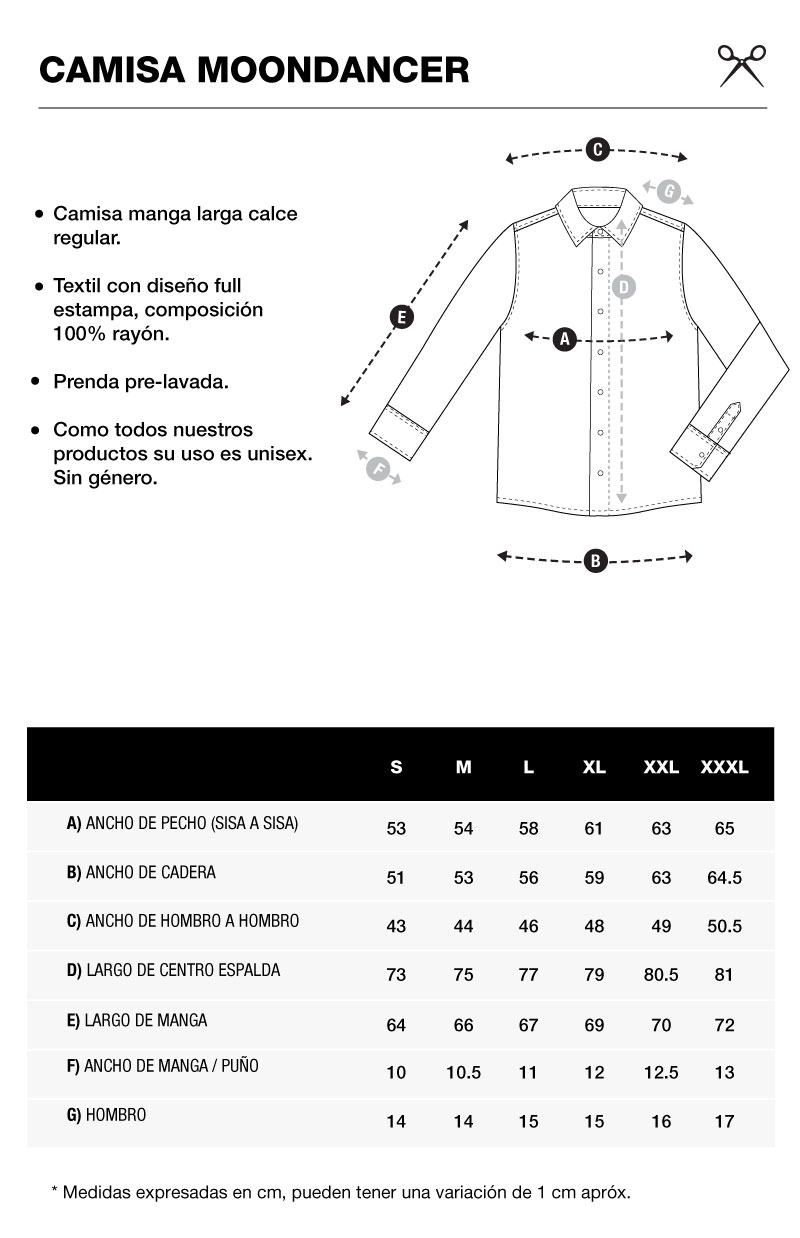 CAMISA MOONDANCER
• Camisa manga larga calce
regular.
• Textil con diseño full
estampa, composición
100% rayón.
• Prenda pre-lavada.
• Como todos nuestros
productos su uso es unisex.
Sin género.
C
G
D
E
A
F
B
S M L XL XXL XXXL
A) ANCHO DE PECHO (SISA A SISA) 53 54 58 61 63 65
B) ANCHO DE CADERA 51 53 56 59 63 64.5
C) ANCHO DE HOMBRO A HOMBRO 43 44 46 48 49 50.5
D) LARGO DE CENTRO ESPALDA 73 75 77 79 80.5 81
E) LARGO DE MANGA 64 66 67 69 70 72
F) ANCHO DE MANGA / PUÑO 10 10.5 11 12 12.5 13
G) HOMBRO 14 14 15 15 16 17
* Medidas expresadas en cm, pueden tener una variación de 1 cm apróx.